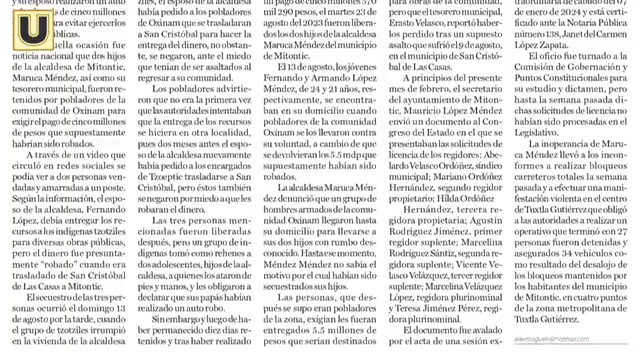 y su esposo realizaron un auto
de cinco millones
para evitar ejercerlos
públicas.
U
ella ocasión fue
noticia nacional que dos hijos
de la alcaldesa de Mitontic,
Maruca Méndez, así como su
tesorero municipal, fueron re-
tenidos por pobladores de la
comunidad de Oxinam para
exigir el pago de cinco millones
de pesos que supuestamente
habrían sido robados.
A través de un video que
circuló en redes sociales se
podía ver a dos personas ven-
dadas y amarradas a un poste.
Según la información, el espo-
so de la alcaldesa, Fernando
López, debía entregar los re-
cursos a los indígenas tzotziles
para diversas obras públicas,
pero el dinero fue presunta-
mente "robado" cuando era
trasladado de San Cristóbal
de Las Casas a Mitontic.
El secuestro de las tres per-
sonas ocurrió el domingo 13
de agosto por la tarde, cuando
el grupo de tzotziles irrumpió
en la vivienda de la alcaldesa
tziles, el esposo de la alcaldesa
había pedido a los pobladores
de Oxinam que se trasladaran
a San Cristóbal para hacer la
entrega del dinero, no obstan-
te, se negaron, ante el miedo
que tenían de ser asaltados al
regresar a su comunidad.
Los pobladores advirtie-
ron que no era la primera vez
que las autoridades intentaban
que la entrega de los recursos
se hiciera en otra localidad,
pues dos meses antes el espo-
so de la alcaldesa nuevamente
había pedido a los encargados
de Tzoeptic trasladarse a San
Cristóbal, pero éstos también
se negaron por miedo a que les
robaran el dinero.
Las tres personas men-
cionadas fueron liberadas
después, pero un grupo de in-
dígenas tomó como rehenes a
dos adolescentes, hijos de la al-
caldesa, a quienes los ataron de
pies y manos, y les obligaron a
declarar que sus papás habían
realizado un auto robo.
Sin embargo y luego de ha-
ber permanecido diez días re-
tenidos y tras haber realizado
un pago de cinco millones 570
mil 290 pesos, el martes 23 de
agosto del 2023 fueron libera-
dos los dos hijos de la alcaldesa
Maruca Méndez del municipio
de Mitontic.
El 13 de agosto, los jóvenes
Fernando y Armando López
Méndez, de 24 y 21 años, res-
pectivamente, se encontra-
ban en su domicilio cuando
pobladores de la comunidad
Oxinam se los llevaron contra
su voluntad, a cambio de que
se devolvieran los 5.5 mdp que
supuestamente habían sido
robados.
La alcaldesa Maruca Mén-
dez denunció que un grupo de
hombres armados de la comu-
nidad Oxinam llegaron hasta
su domicilio para llevarse a
sus dos hijos con rumbo des-
conocido. Hasta ese momento,
Méndez Méndez no sabía el
motivo por el cual habían sido
secuestrados sus hijos.
Las personas, que des-
pués se supo eran pobladores
de la zona, exigían les fueran
entregados 5.5 millones de
pesos que serían destinados
para obras de la comunidad,
pero que el tesorero municipal,
Erasto Velasco, reportó haber-
los perdido tras un supuesto
asalto que sufrió el 9 de agosto,
en el municipio de San Cristó-
bal de Las Casas.
A principios del presente
mes de febrero, el secretario
del ayuntamiento de Miton-
tic, Mauricio López Méndez
envió un documento al Con-
greso del Estado en el que se
presentaban las solicitudes de
licencia de los regidores: Abe-
lardo Velasco Ordóñez, síndico
municipal; Mariano Ordóñez
Hernández, segundo regidor
propietario; Hilda Ordóñez
Hernández, tercera regido-
ra propietaria; Agustín
Rodríguez Jiménez, primer
regidor suplente; Marcelina
Rodríguez Sántiz, segunda re-
gidora suplente; Vicente Ve-
lasco Velázquez, tercer regidor
suplente; Marcelina Velázquez
López, regidora plurinominal
y Teresa Jiménez Pérez, regi-
dora plurinominal.
El documento fue avalado
por el acta de una sesión ex-
traordinaria de cabildo del 07
de enero de 2024 y está certifi-
cado ante la Notaría Pública
número 138, Janet del Carmen
López Zapata.
El oficio fue turnado a la
Comisión de Gobernación y
Puntos Constitucionales para
su estudio y dictamen, pero
hasta la semana pasada di-
chas solicitudes de licencia no
habían sido procesadas en el
Legislativo.
La inoperancia de Maru-
ca Méndez llevó a los incon-
formes a realizar bloqueos
carreteros totales la semana
pasada y a efectuar una mani-
festación violenta en el centro
de Tuxtla Gutiérrez que obligó
a las autoridades a realizar un
operativo que terminó con 27
personas fueron detenidas y
asegurados 34 vehículos co-
mo resultado del desalojo de
los bloqueos mantenidos por
los habitantes del municipio
de Mitontic, en cuatro puntos
de la zona metropolitana de
Tuxtla Gutiérrez.